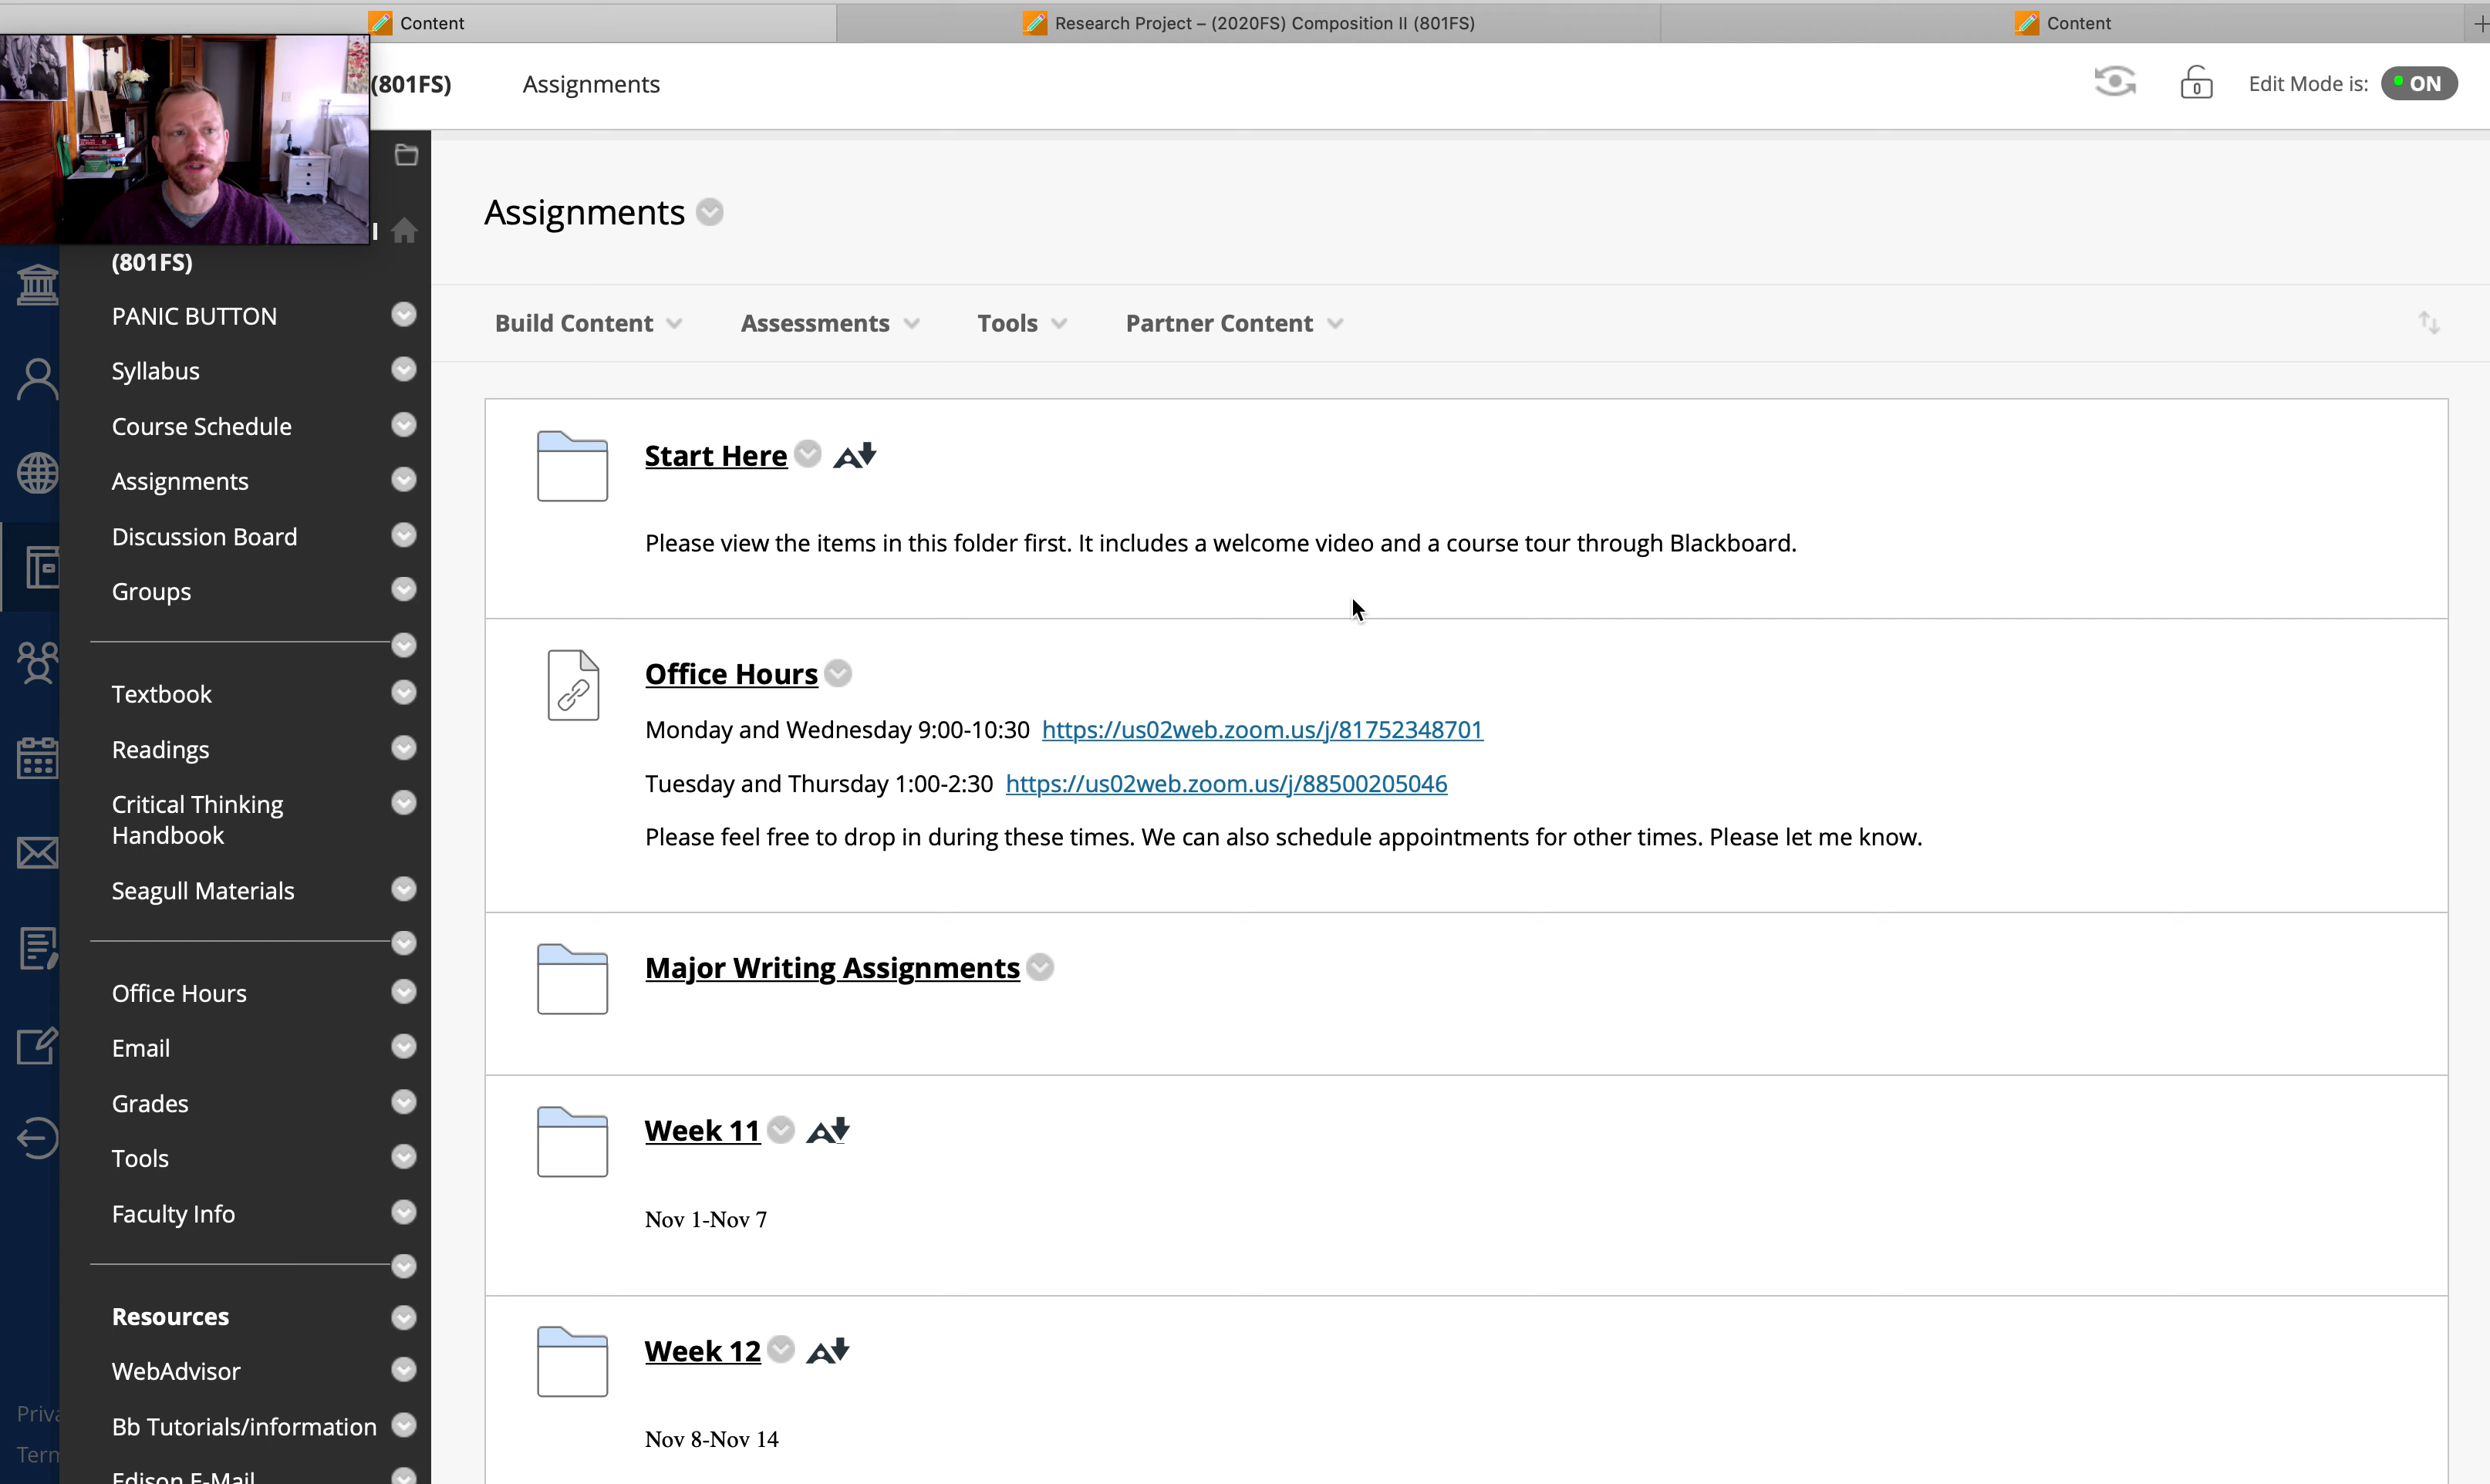 Content
Research Project – (2020FS) Composition II (801FS)
Content
(801FS)
Assignments
Edit Mode is:
ON
(801FS)
PANIC BUTTON
Syllabus
Course Schedule
Assignments
Discussion Board
Groups
Textbook
Readings
Critical Thinking
Handbook
Seagull Materials
Office Hours
Email
Grades
Tools
Faculty Info
Resources
WebAdvisor
Bb Tutorials/information
Edison E-Mail
Priva
Term
Assignments
Build Content
Assessments
Tools
Partner Content
Start Here
Please view the items in this folder first. It includes a welcome video and a course tour through Blackboard.
Office Hours
Monday and Wednesday 9:00-10:30 https://us02web.zoom.us/j/81752348701
Tuesday and Thursday 1:00-2:30 https://us02web.zoom.us/j/88500205046
Please feel free to drop in during these times. We can also schedule appointments for other times. Please let me know.
Major Writing Assignments
Week 11
Nov 1-Nov 7
Week 12
Nov 8-Nov 14